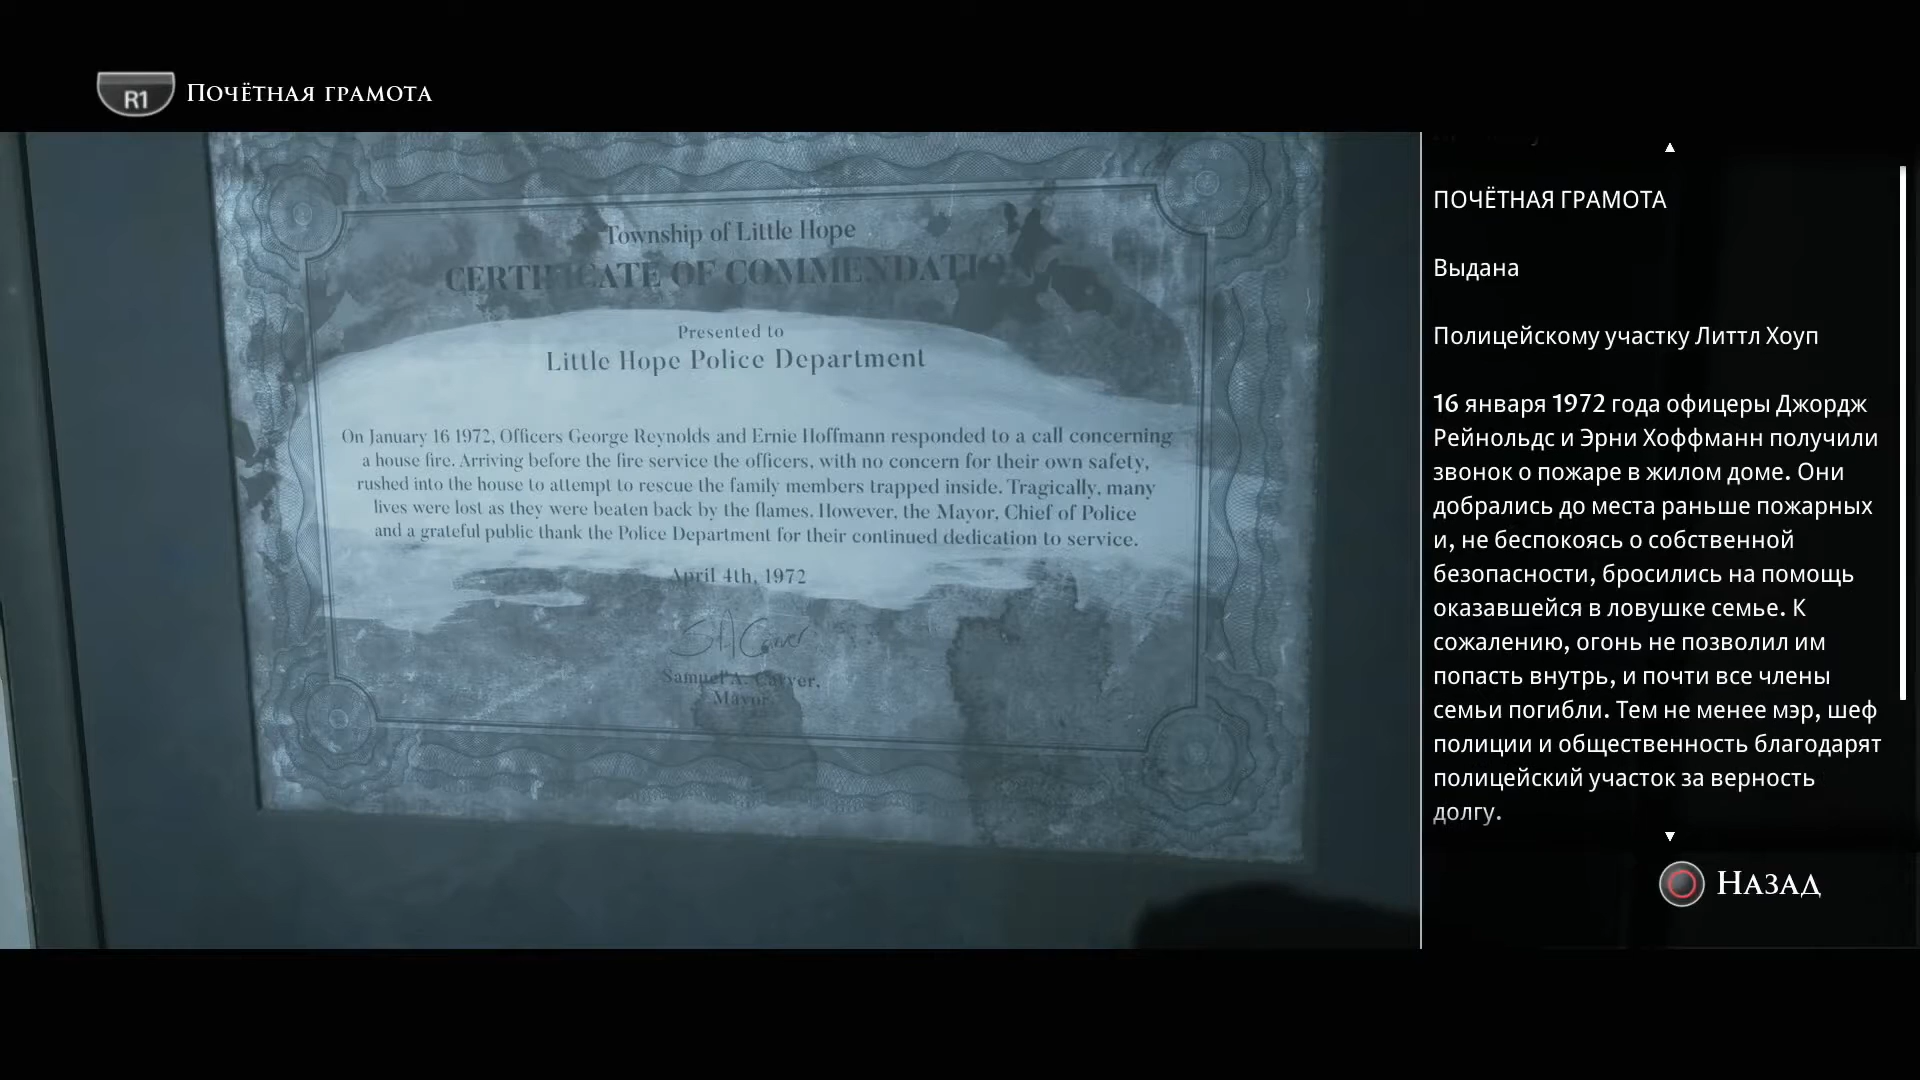 R1 Почётная грамота
Township of Little Hope
CERTIFICATE OF COMMENDATION
Presented to
Little Hope Police Department
On January 16 1972, Officers George Reynolds and Ernie Hoffmann responded to a call concerning
a house fire. Arriving before the fire service the officers, with no concern for their own safety,
rushed into the house to attempt to rescue the family members trapped inside. Tragically, many
lives were lost as they were beaten back by the flames. However, the Mayor, Chief of Police
and a grateful public thank the Police Department for their continued dedication to service.
April 4th, 1972
Samuel A. Carver,
Mayor
ПОЧЁТНАЯ ГРАМОТА
Выдана
Полицейскому участку Литтл Хоуп
16 января 1972 года офицеры Джордж
Рейнольдс и Эрни Хоффманн получили
звонок о пожаре в жилом доме. Они
добрались до места раньше пожарных
и, не беспокоясь о собственной
безопасности, бросились на помощь
оказавшейся в ловушке семье. К
сожалению, огонь не позволил им
попасть внутрь, и почти все члены
семьи погибли. Тем не менее мэр, шеф
полиции и общественность благодарят
полицейский участок за верность
долгу.
Назад